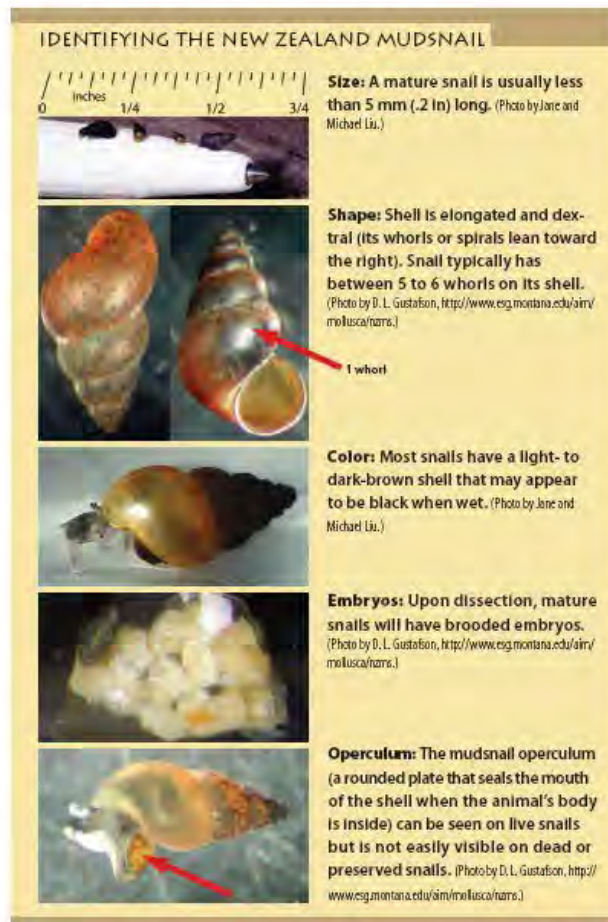 IDENTIFYING THE NEW ZEALAND MUDSNAIL
inches
0 1/4 1/2 3/4
Size: A mature snail is usually less
than 5 mm (.2 in) long. (Photo by Jane and
Michael Liu.)
Shape: Shell is elongated and dex-
tral (its whorls or spirals lean toward
the right). Snail typically has
between 5 to 6 whorls on its shell.
(Photo by D. L. Gustafson, http://www.esg.montana.edu/aim/
mollusca/nzms.)
1 whorl
Color: Most snails have a light- to
dark-brown shell that may appear
to be black when wet. (Photo by Jane and
Michael Liu.)
Embryos: Upon dissection, mature
snails will have brooded embryos.
(Photo by D. L. Gustafson, http://www.esg.montana.edu/aim/
mollusca/nzms.)
Operculum: The mudsnail operculum
(a rounded plate that seals the mouth
of the shell when the animal's body
is inside) can be seen on live snails
but is not easily visible on dead or
preserved snails. (Photo by D. L. Gustafson, http://
www.esg.montana.edu/aim/mollusca/nzms.)